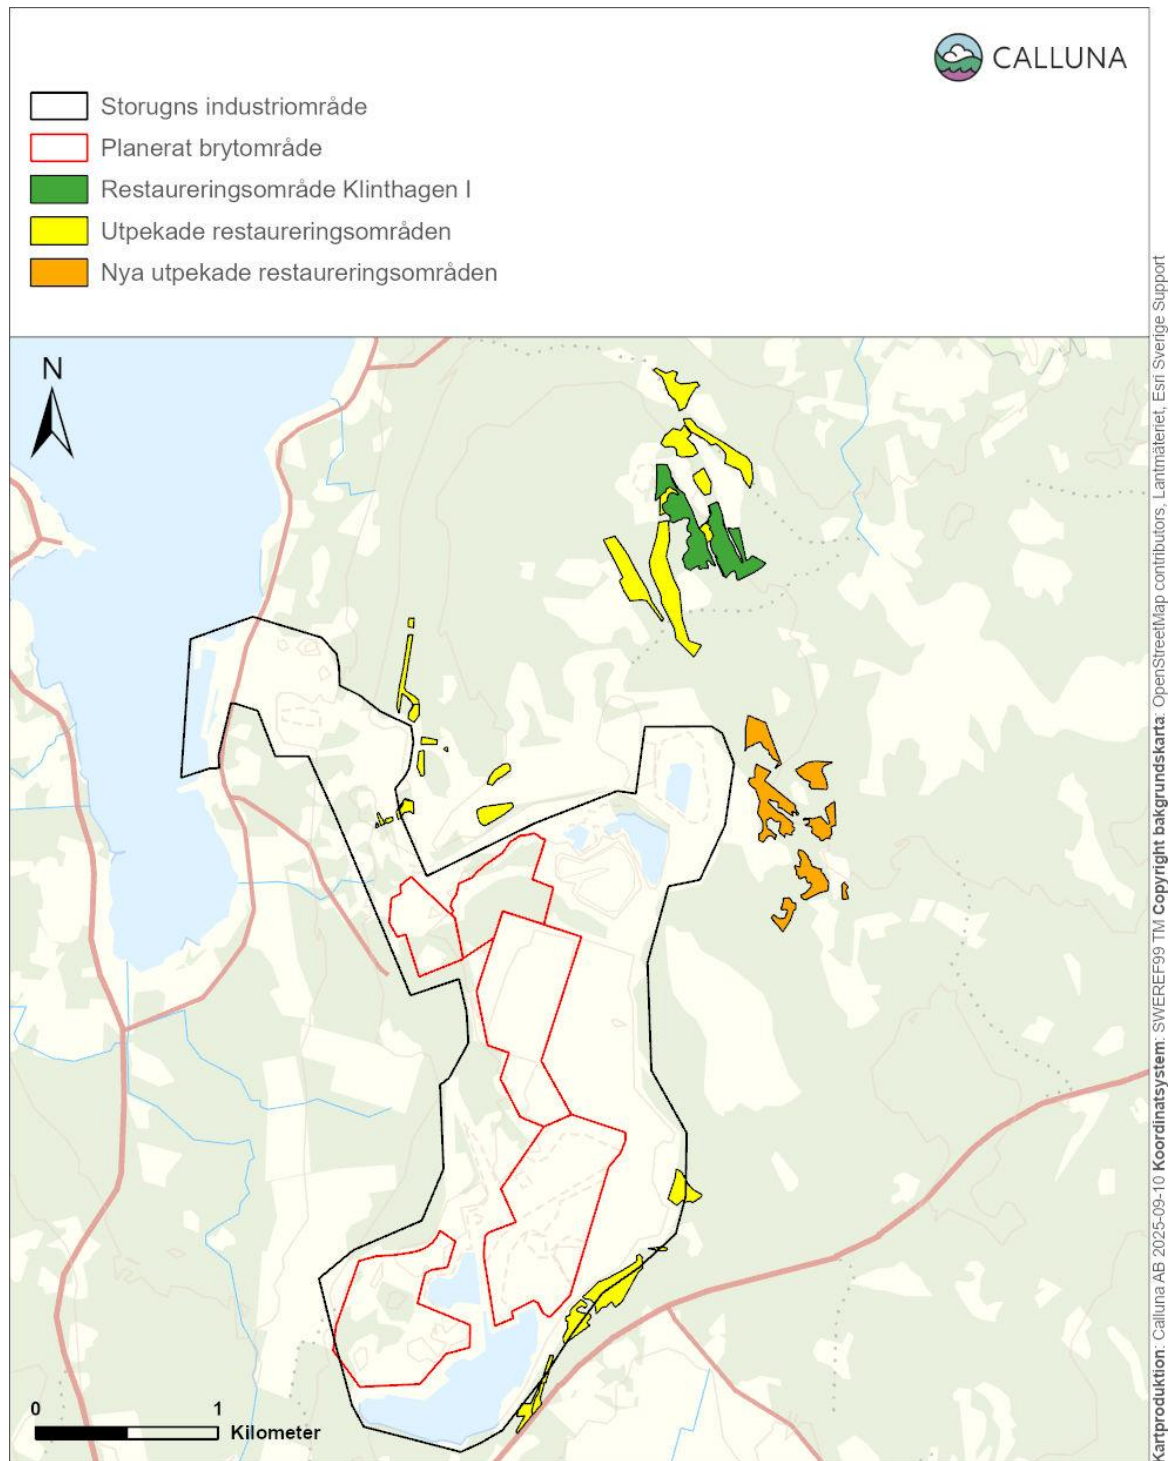 CALLUNA
Storugns industriområde
Planerat brytområde
Restaureringsområde Klinthagen I
Utpekade restaureringsområden
Nya utpekade restaureringsområden
N
0 1
Kilometer
Kartproduktion: Calluna AB 2025-09-10 Koordinatsystem: SWEREF99 TM Copyright bakgrundskarta: OpenStreetMap contributors, Lantmäteriet, Esri Sverige Support